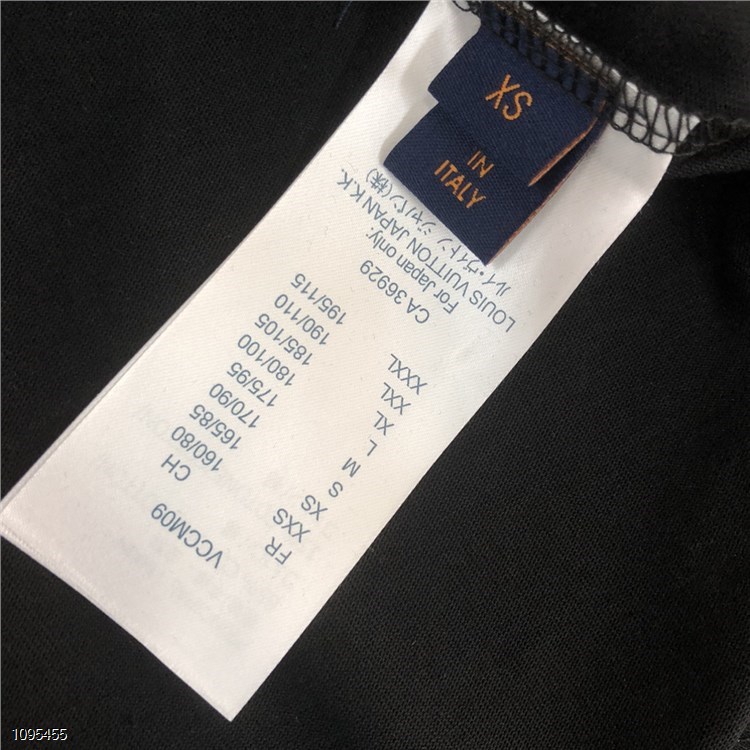 XS
IN
ITALY
VCCM09
FR CH
XXS 160/80
XS 165/85
S 170/90
M 175/95
L 180/100
XL 185/105
XXL 190/110
XXXL 195/115
CA 36929
For Japan only:
LOUIS VUITTON JAPAN K.K.
ルイ・ヴィトン ジャパン(株)
1095455